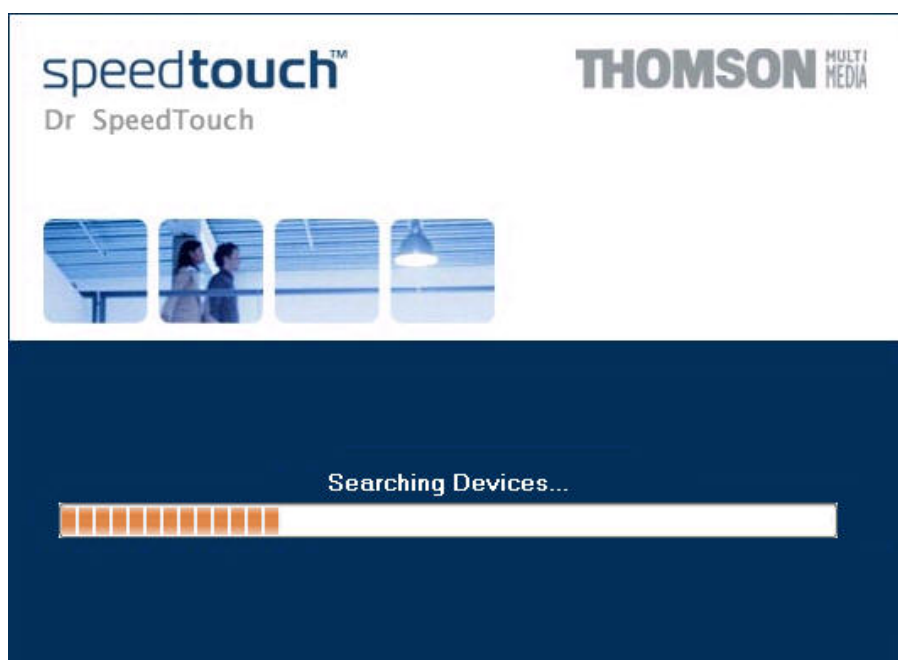 speedtouch™
THOMSON MULTI MEDIA
Dr SpeedTouch
Searching Devices...